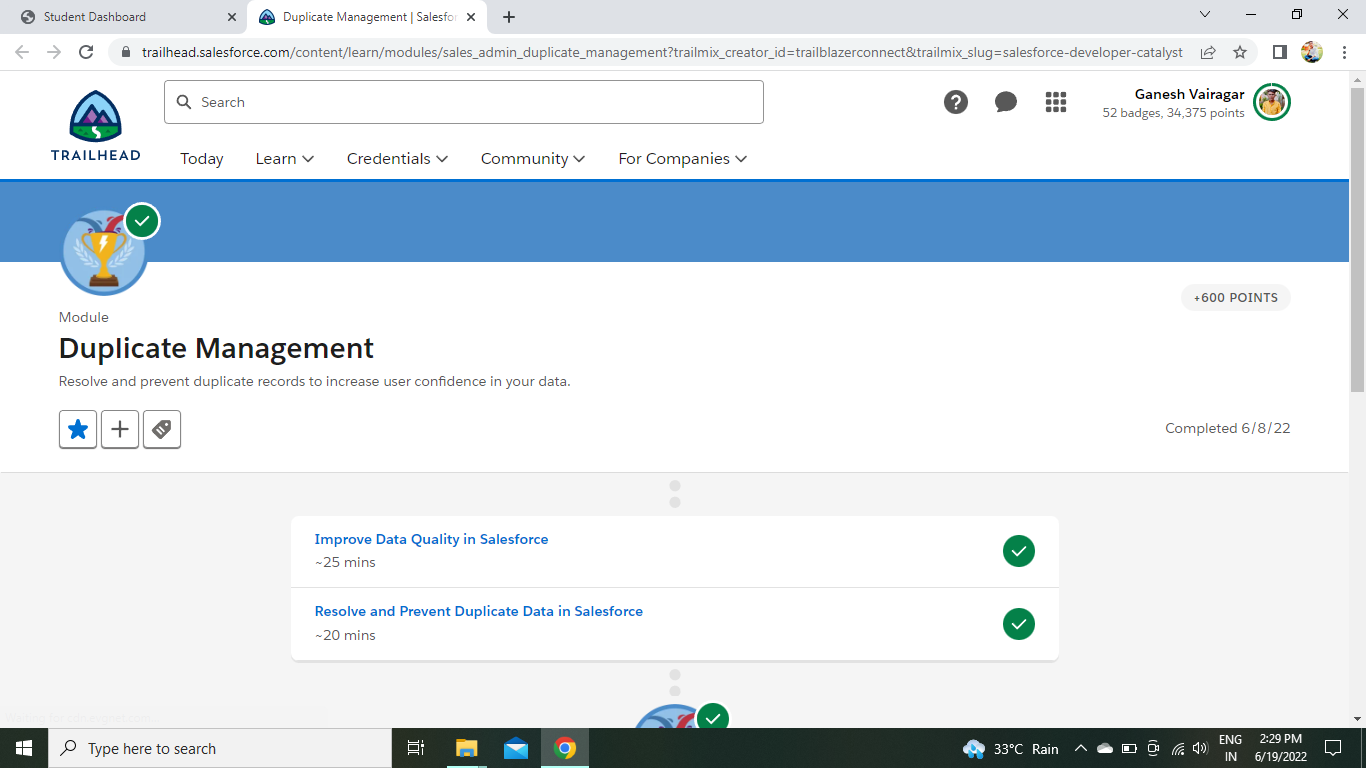 Student Dashboard
Duplicate Management | Salesfor
trailhead.salesforce.com/content/learn/modules/sales_admin_duplicate_management?trailmix_creator_id=trailblazerconnect&trailmix_slug=salesforce-developer-catalyst
TRAILHEAD
Search
Ganesh Vairagar
52 badges, 34,375 points
Today Learn Credentials Community For Companies
+600 POINTS
Module
Duplicate Management
Resolve and prevent duplicate records to increase user confidence in your data.
Completed 6/8/22
Improve Data Quality in Salesforce
~25 mins
Resolve and Prevent Duplicate Data in Salesforce
~20 mins
Type here to search
33°C Rain
ENG
IN
2:29 PM
6/19/2022